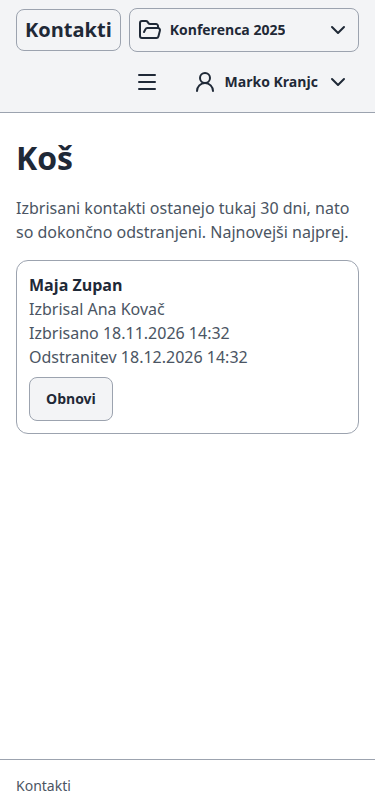 Kontakti
Konferenca 2025
Marko Kranjc
Koš
Izbrisani kontakti ostanejo tukaj 30 dni, nato
so dokončno odstranjeni. Najnovejši najprej.
Maja Zupan
Izbrisal Ana Kovač
Izbrisano 18.11.2026 14:32
Odstranitev 18.12.2026 14:32
Obnovi
Kontakti